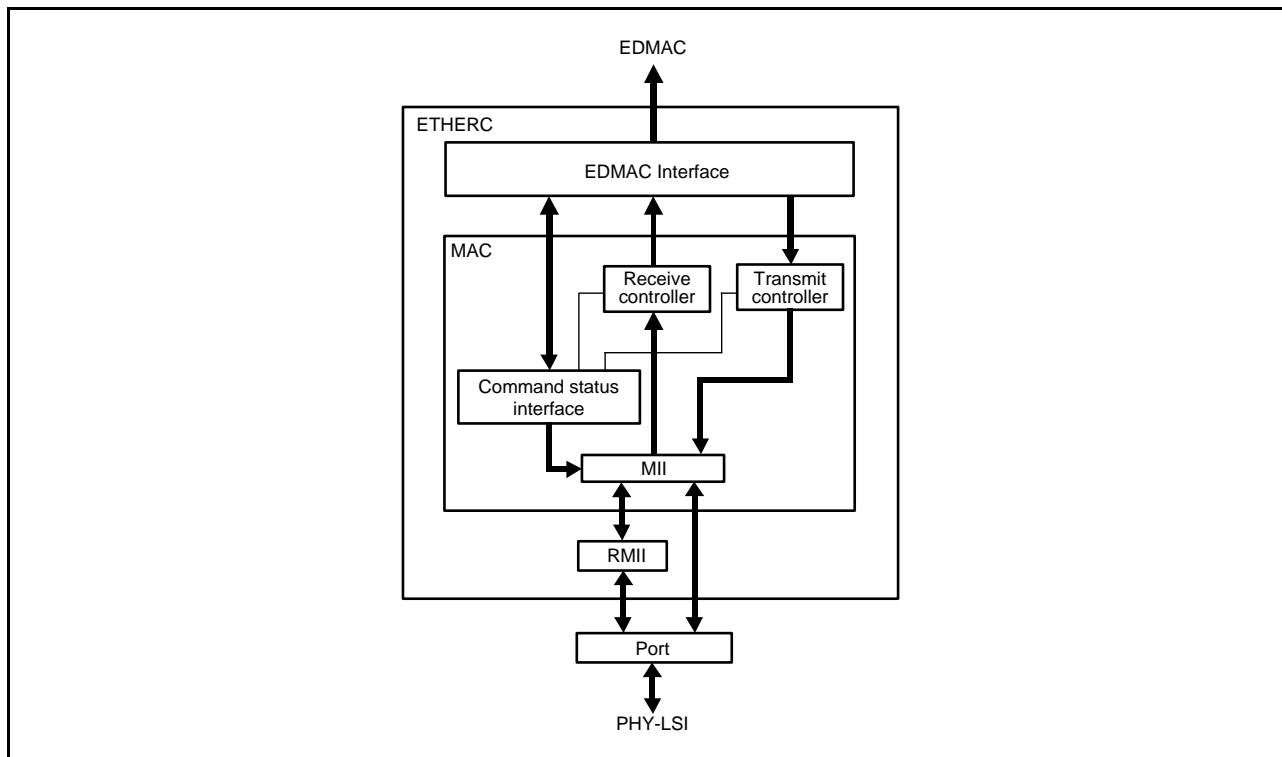 EDMAC
ETHERC
EDMAC Interface
MAC
Receive
controller
Transmit
controller
Command status
interface
MII
RMII
Port
PHY-LSI